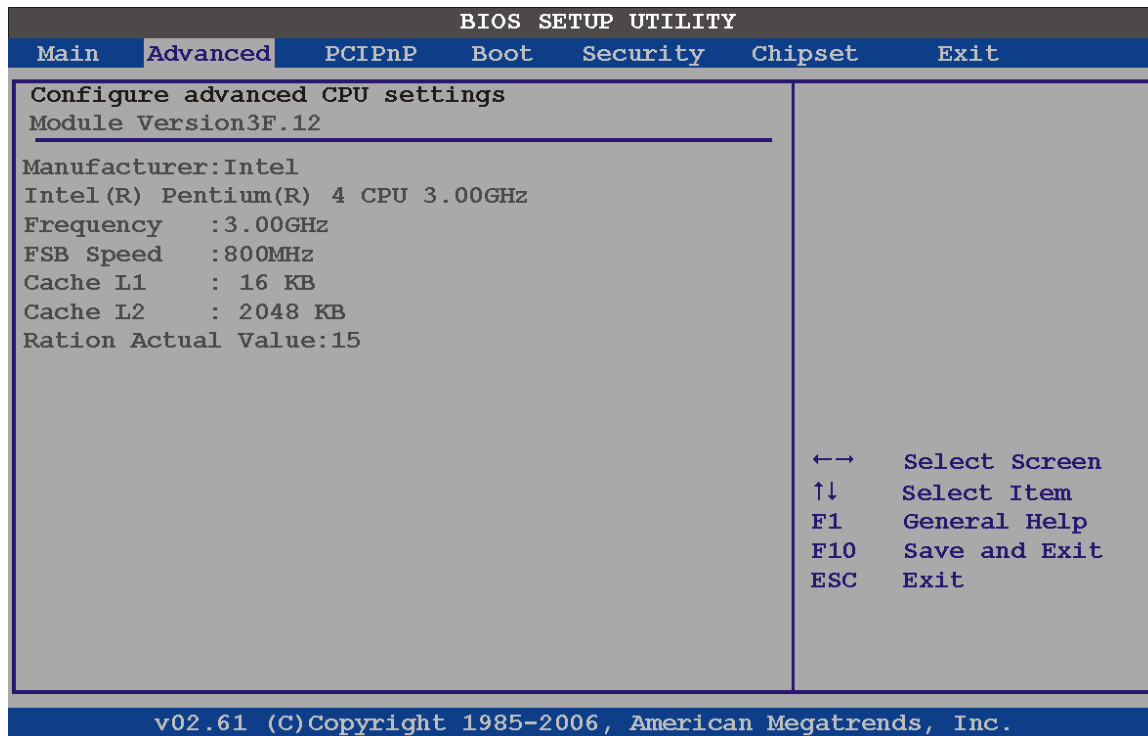 BIOS SETUP UTILITY
Main Advanced PCIPnP Boot Security Chipset Exit
Configure advanced CPU settings
Module Version3F.12
Manufacturer:Intel
Intel(R) Pentium(R) 4 CPU 3.00GHz
Frequency :3.00GHz
FSB Speed :800MHz
Cache L1 : 16 KB
Cache L2 : 2048 KB
Ration Actual Value:15
←→ Select Screen
↑↓ Select Item
F1 General Help
F10 Save and Exit
ESC Exit
v02.61 (C)Copyright 1985-2006, American Megatrends, Inc.